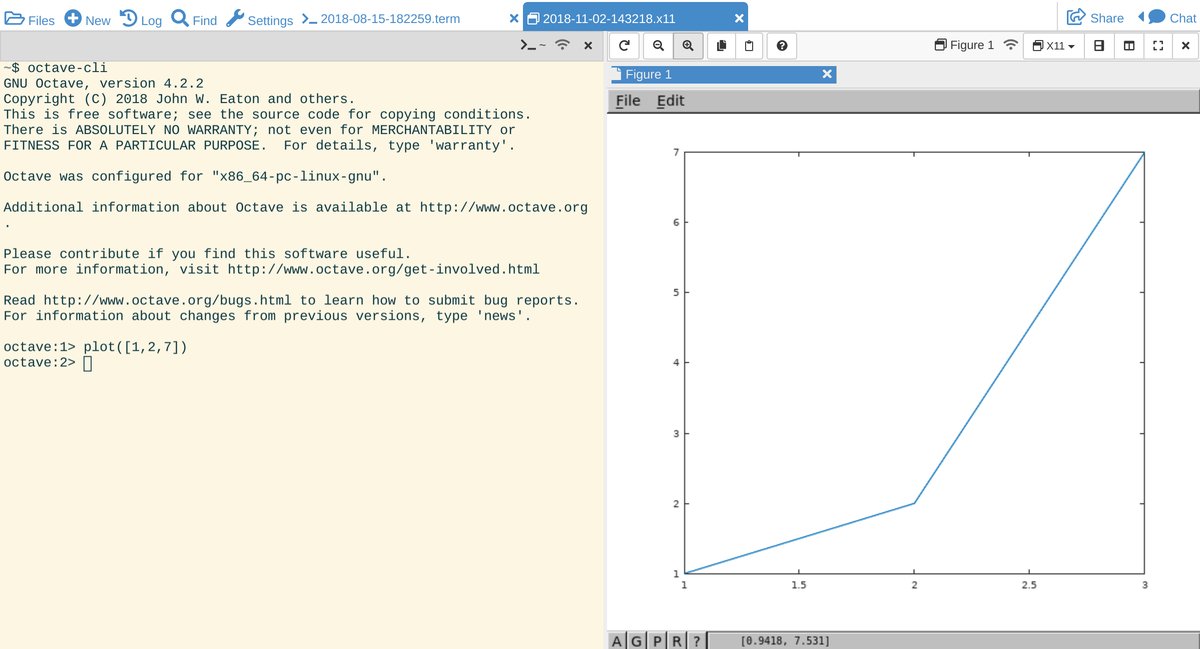 Files New Log Find Settings 2018-08-15-182259.term 2018-11-02-143218.x11 Share Chat
>_ ~
~$ octave-cli
GNU Octave, version 4.2.2
Copyright (C) 2018 John W. Eaton and others.
This is free software; see the source code for copying conditions.
There is ABSOLUTELY NO WARRANTY; not even for MERCHANTABILITY or
FITNESS FOR A PARTICULAR PURPOSE.  For details, type 'warranty'.
Octave was configured for "x86_64-pc-linux-gnu".
Additional information about Octave is available at http://www.octave.org
.
Please contribute if you find this software useful.
For more information, visit http://www.octave.org/get-involved.html
Read http://www.octave.org/bugs.html to learn how to submit bug reports.
For information about changes from previous versions, type 'news'.
octave:1> plot([1,2,7])
octave:2>
Figure 1 X11
Figure 1
File Edit
7
6
5
4
3
2
1
1 1.5 2 2.5 3
A G P R ? [0.9418, 7.531]